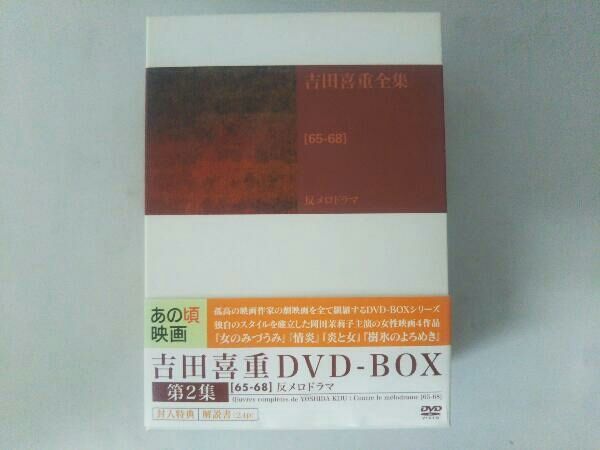 吉田喜重全集
[65-68]
反メロドラマ
あの頃
映画
孤高の映画作家の劇映画を全て網羅するDVD-BOXシリーズ
独自のスタイルを確立した岡田茉莉子主演の女性映画4作品
『女のみづうみ』『情炎』『炎と女』『樹氷のよろめき』
吉田喜重 DVD-BOX
第2集 [65-68] 反メロドラマ
Œuvres complètes de YOSHIDA KIJU : Contre le mélodrame [65-68]
封入特典 解説書(24P)
DVD
VIDEO